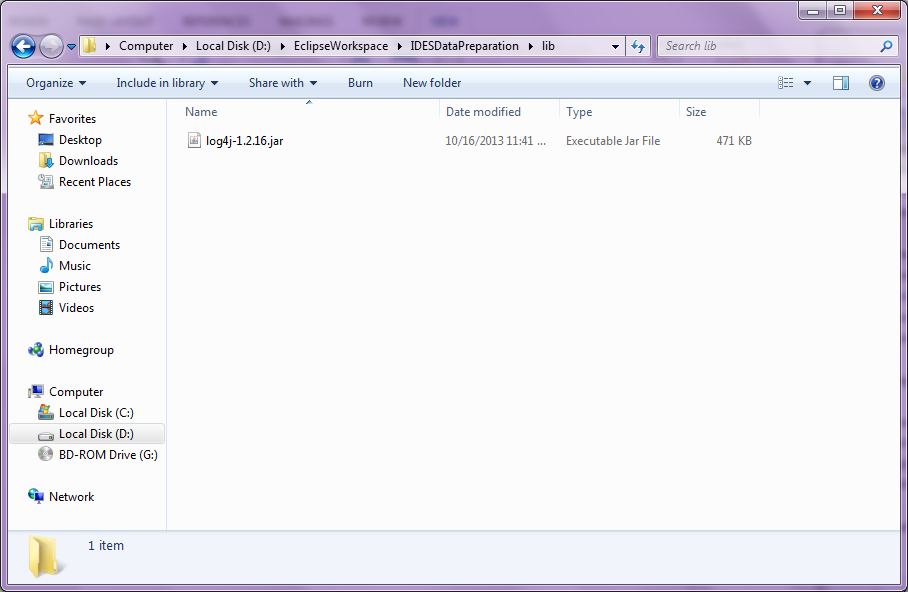 Computer Local Disk (D:) EclipseWorkspace IDESDataPreparation lib Search lib
Organize Include in library Share with Burn New folder
Favorites
Desktop
Downloads
Recent Places
Libraries
Documents
Music
Pictures
Videos
Homegroup
Computer
Local Disk (C:)
Local Disk (D:)
BD-ROM Drive (G:)
Network
Name Date modified Type Size
log4j-1.2.16.jar 10/16/2013 11:41 ... Executable Jar File 471 KB
1 item